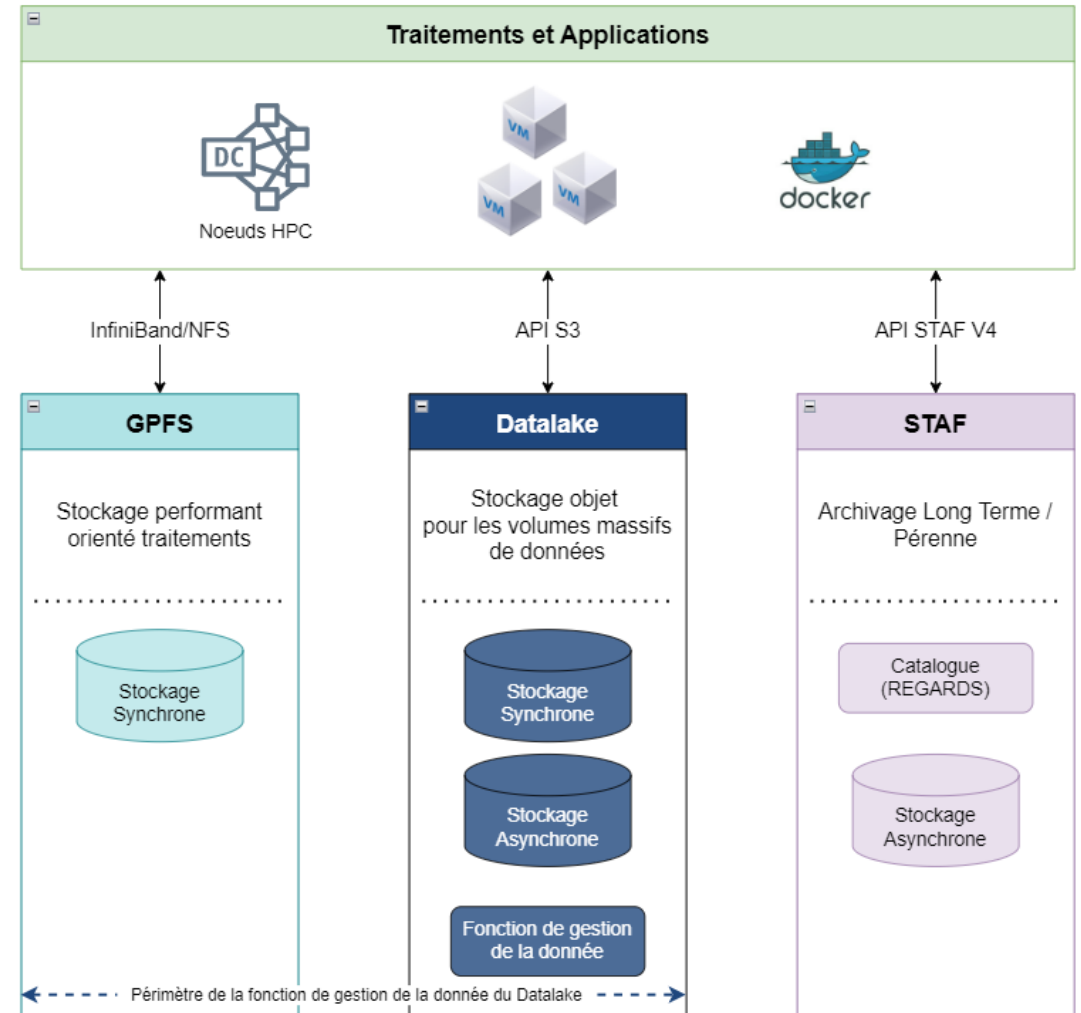 Traitements et Applications
DC
Noeuds HPC
VM
VM
VM
docker
InfiniBand/NFS
API S3
API STAF V4
GPFS
Stockage performant
orienté traitements
Stockage
Synchrone
Datalake
Stockage objet
pour les volumes massifs
de données
Stockage
Synchrone
Stockage
Asynchrone
Fonction de gestion
de la donnée
STAF
Archivage Long Terme /
Pérenne
Catalogue
(REGARDS)
Stockage
Asynchrone
Périmètre de la fonction de gestion de la donnée du Datalake